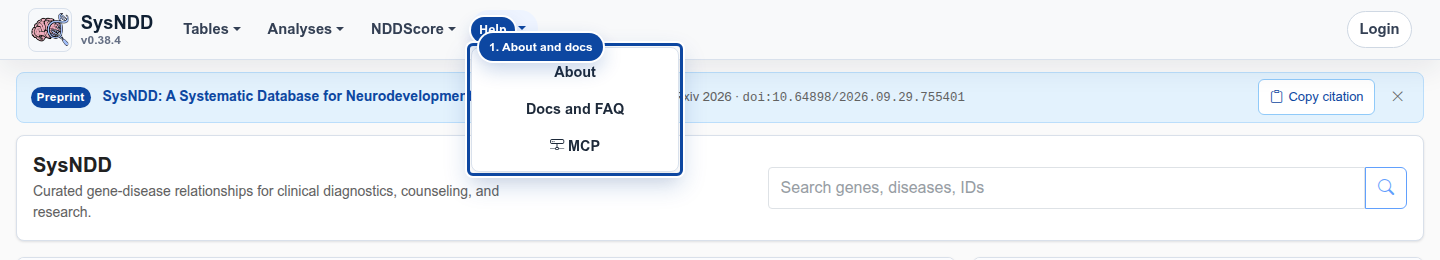 SysNDD
v0.38.4
Tables
Analyses
NDDScore
Help
Login
1. About and docs
About
Docs and FAQ
MCP
Preprint
SysNDD: A Systematic Database for
xiv 2026 · doi:10.64898/2026.09.29.755401
Copy citation
SysNDD
Curated gene-disease relationships for clinical diagnostics, counseling, and
research.
Search genes, diseases, IDs